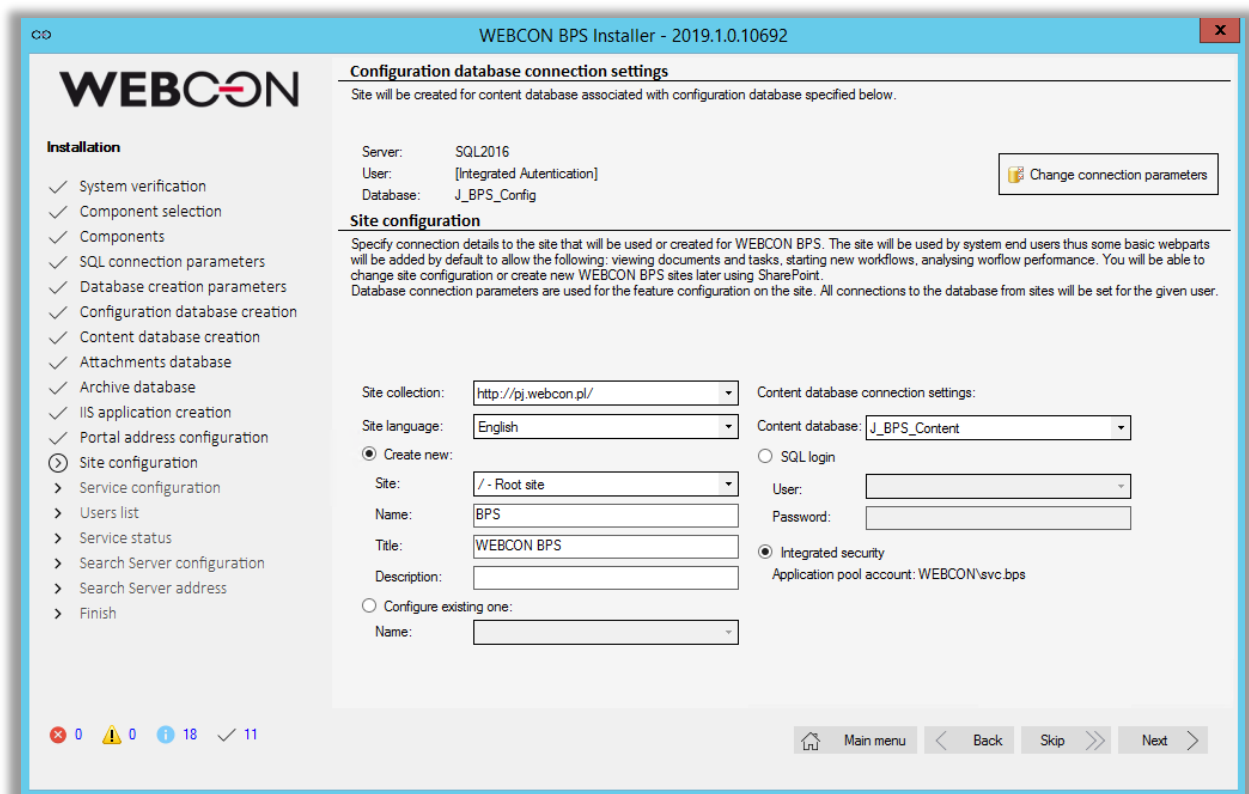 WEBCON BPS Installer - 2019.1.0.10692
x
WEBCON
Installation
System verification
Component selection
Components
SQL connection parameters
Database creation parameters
Configuration database creation
Content database creation
Attachments database
Archive database
IIS application creation
Portal address configuration
Site configuration
Service configuration
Users list
Service status
Search Server configuration
Search Server address
Finish
0 0 18 11
Configuration database connection settings
Site will be created for content database associated with configuration database specified below.
Server: SQL2016
User: [Integrated Autentication]
Database: J_BPS_Config
Change connection parameters
Site configuration
Specify connection details to the site that will be used or created for WEBCON BPS. The site will be used by system end users thus some basic webparts
will be added by default to allow the following: viewing documents and tasks, starting new workflows, analysing worflow performance. You will be able to
change site configuration or create new WEBCON BPS sites later using SharePoint.
Database connection parameters are used for the feature configuration on the site. All connections to the database from sites will be set for the given user.
Site collection: http://pj.webcon.pl/
Site language: English
Create new:
Site: / - Root site
Name: BPS
Title: WEBCON BPS
Description:
Configure existing one:
Name:
Content database connection settings:
Content database: J_BPS_Content
SQL login
User:
Password:
Integrated security
Application pool account: WEBCON\svc.bps
Main menu Back Skip Next